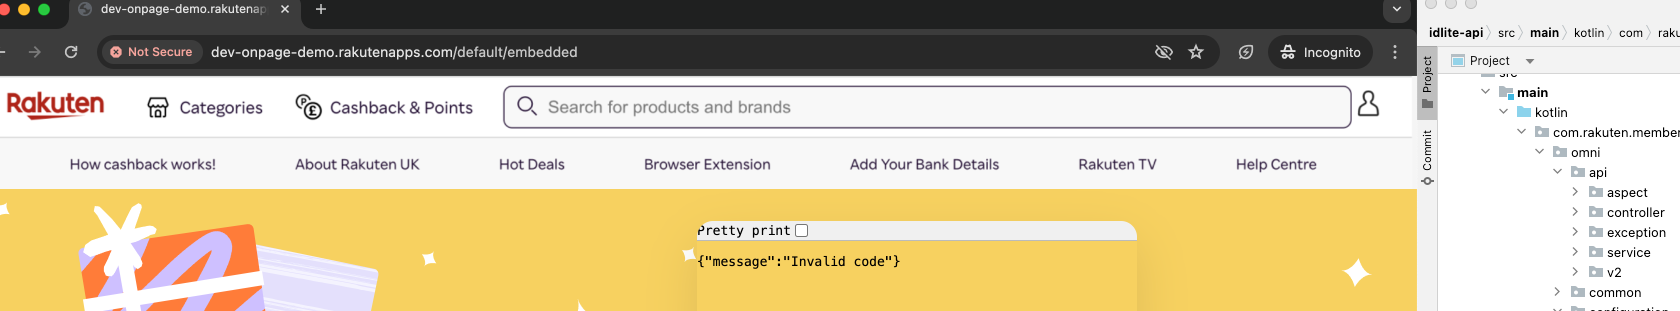 dev-onpage-demo.rakutenapp
Not Secure dev-onpage-demo.rakutenapps.com/default/embedded Incognito
Rakuten Categories Cashback & Points Search for products and brands
How cashback works! About Rakuten UK Hot Deals Browser Extension Add Your Bank Details Rakuten TV Help Centre
Pretty print
{"message":"Invalid code"}
idlite-api src main kotlin com raku
Project
Project
Commit
src
main
kotlin
com.rakuten.member
omni
api
aspect
controller
exception
service
v2
common
configuration